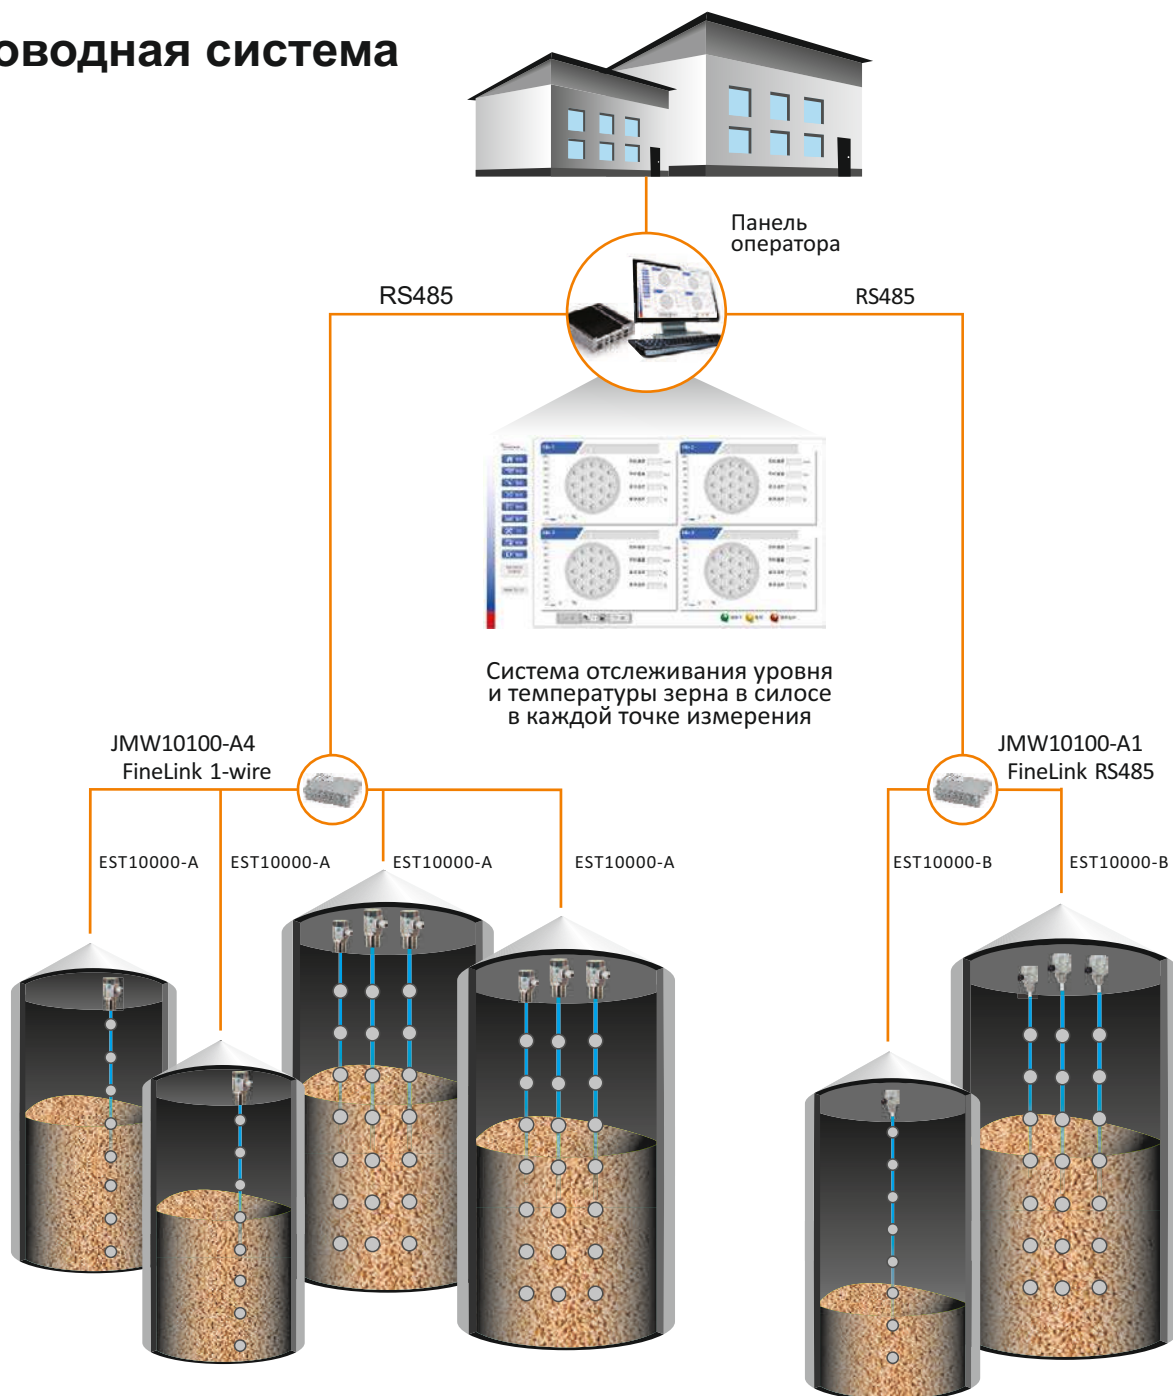 оводная система
Панель
оператора
RS485
RS485
Система отслеживания уровня
и температуры зерна в силосе
в каждой точке измерения
JMW10100-A4
FineLink 1-wire
JMW10100-A1
FineLink RS485
EST10000-A
EST10000-A
EST10000-A
EST10000-A
EST10000-B
EST10000-B